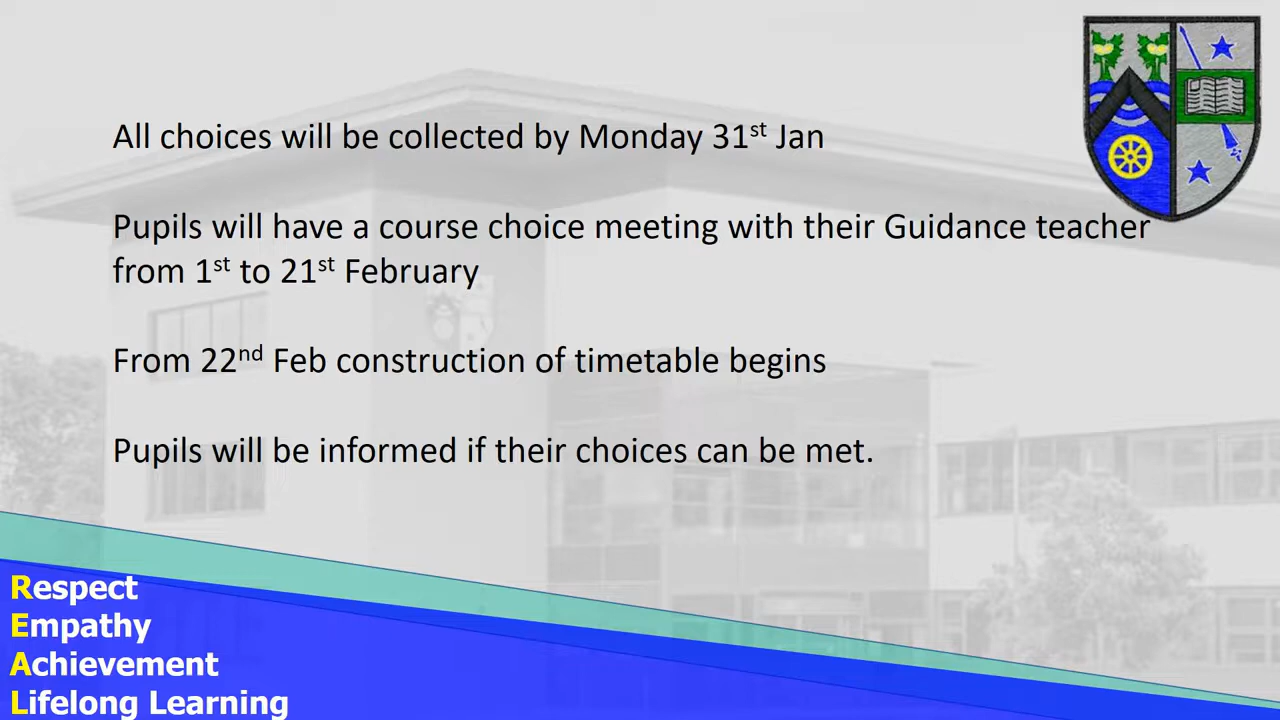 All choices will be collected by Monday 31st Jan
Pupils will have a course choice meeting with their Guidance teacher
from 1st to 21st February
From 22nd Feb construction of timetable begins
Pupils will be informed if their choices can be met.
Respect
Empathy
Achievement
Lifelong Learning